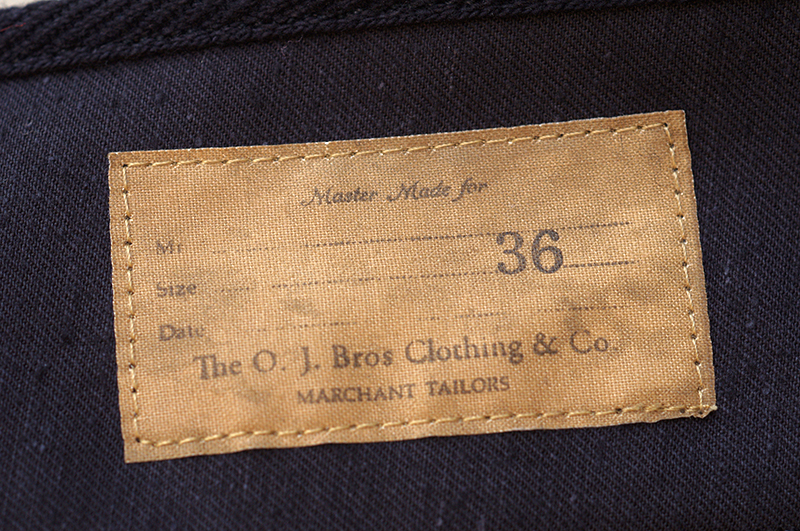 Master Made for
Mr
Size 36
Date
The O. J. Bros Clothing & Co.
MARCHANT TAILORS